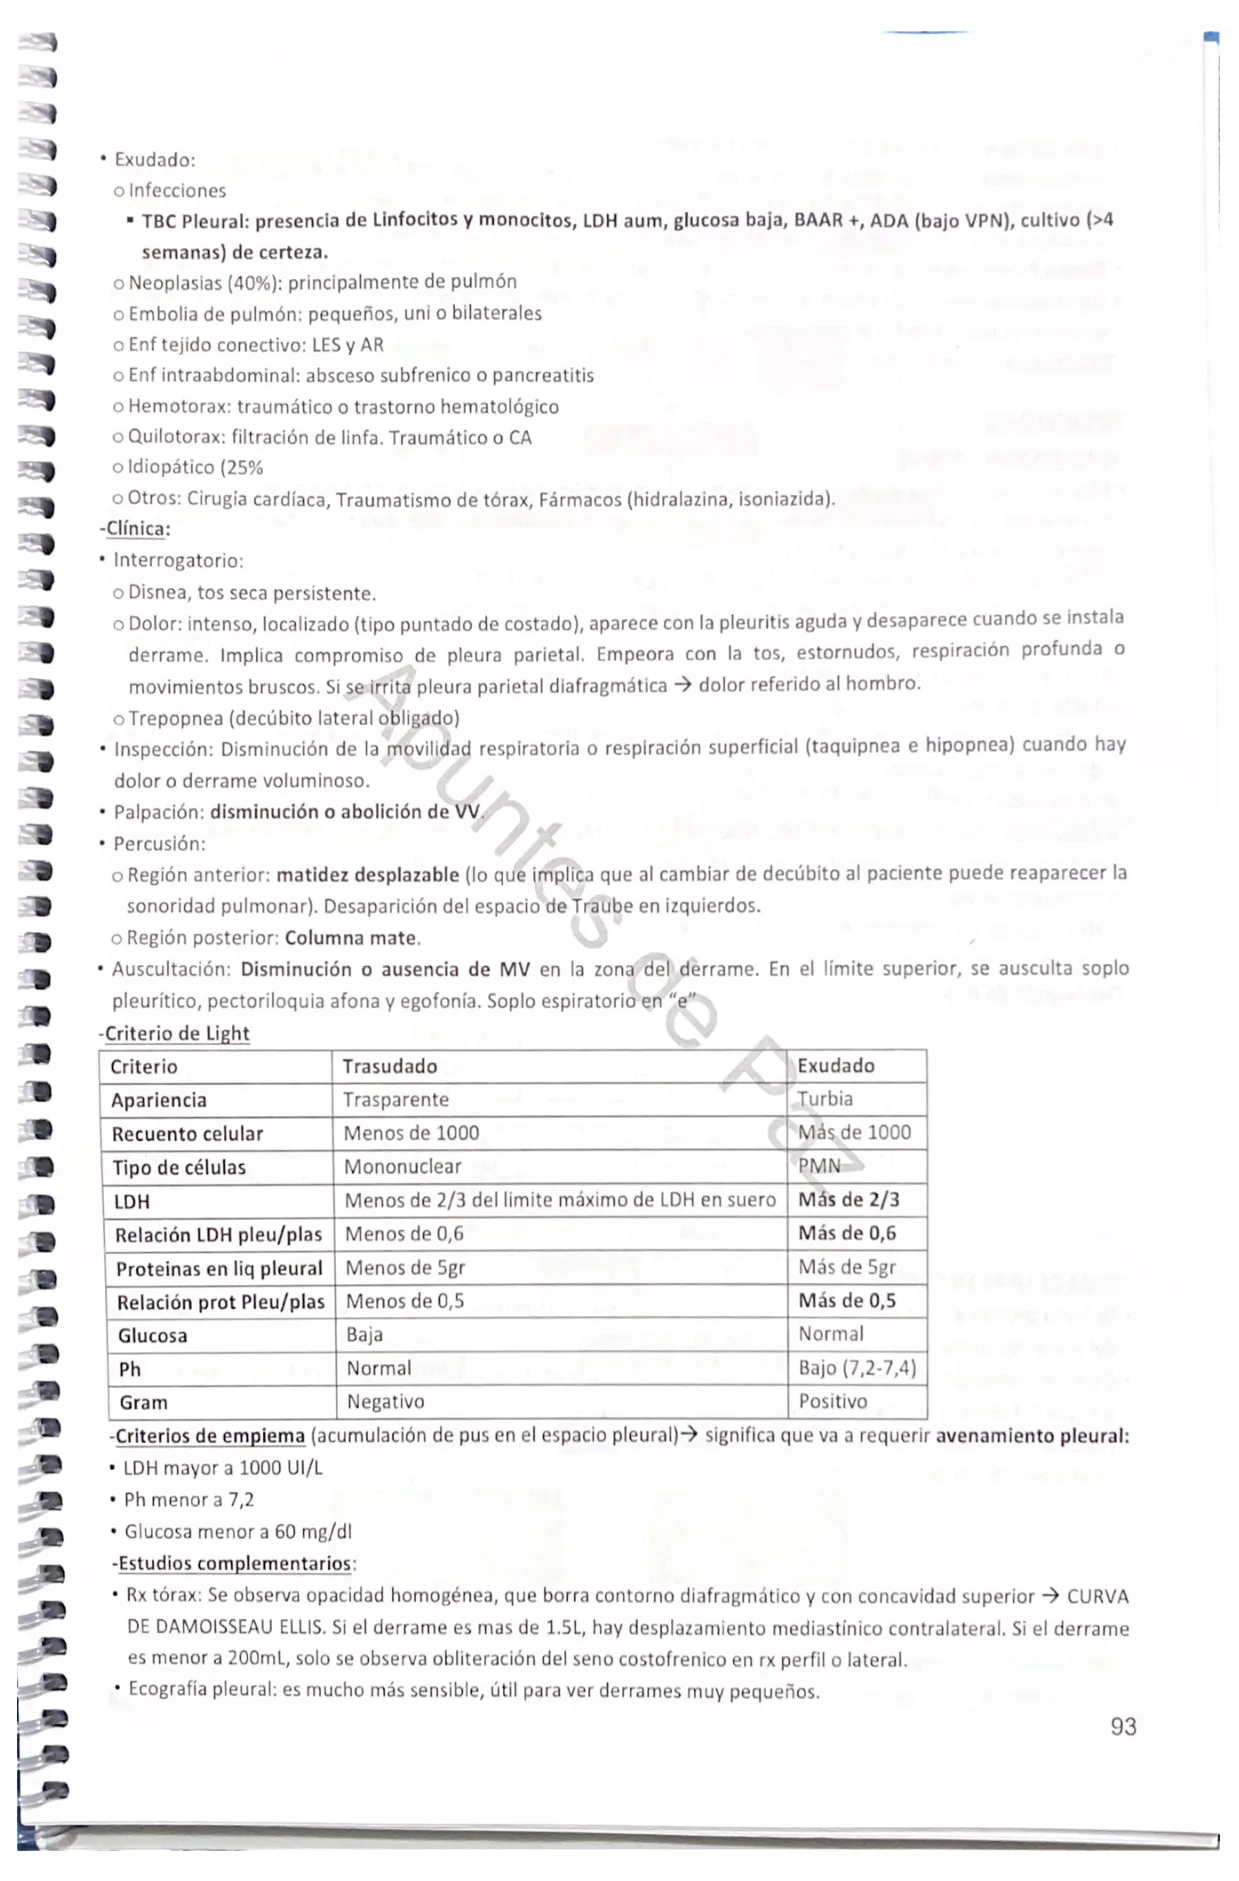 • Exudado:
o Infecciones
▪ TBC Pleural: presencia de Linfocitos y monocitos, LDH aum, glucosa baja, BAAR +, ADA (bajo VPN), cultivo (>4
semanas) de certeza.
o Neoplasias (40%): principalmente de pulmón
o Embolia de pulmón: pequeños, uni o bilaterales
o Enf tejido conectivo: LES y AR
o Enf intraabdominal: absceso subfrenico o pancreatitis
o Hemotorax: traumático o trastorno hematológico
o Quilotorax: filtración de linfa. Traumático o CA
o Idiopático (25%
o Otros: Cirugía cardíaca, Traumatismo de tórax, Fármacos (hidralazina, isoniazida).
-Clínica:
• Interrogatorio:
o Disnea, tos seca persistente.
o Dolor: intenso, localizado (tipo puntado de costado), aparece con la pleuritis aguda y desaparece cuando se instala
derrame. Implica compromiso de pleura parietal. Empeora con la tos, estornudos, respiración profunda o
movimientos bruscos. Si se irrita pleura parietal diafragmática → dolor referido al hombro.
o Trepopnea (decúbito lateral obligado)
• Inspección: Disminución de la movilidad respiratoria o respiración superficial (taquipnea e hipopnea) cuando hay
dolor o derrame voluminoso.
• Palpación: disminución o abolición de VV.
• Percusión:
o Región anterior: matidez desplazable (lo que implica que al cambiar de decúbito al paciente puede reaparecer la
sonoridad pulmonar). Desaparición del espacio de Traube en izquierdos.
o Región posterior: Columna mate.
• Auscultación: Disminución o ausencia de MV en la zona del derrame. En el límite superior, se ausculta soplo
pleurítico, pectoriloquia afona y egofonía. Soplo espiratorio en "e"
-Criterio de Light
Criterio Trasudado Exudado
Apariencia Trasparente Turbia
Recuento celular Menos de 1000 Más de 1000
Tipo de células Mononuclear PMN
LDH Menos de 2/3 del limite máximo de LDH en suero Más de 2/3
Relación LDH pleu/plas Menos de 0,6 Más de 0,6
Proteinas en liq pleural Menos de 5gr Más de 5gr
Relación prot Pleu/plas Menos de 0,5 Más de 0,5
Glucosa Baja Normal
Ph Normal Bajo (7,2-7,4)
Gram Negativo Positivo
-Criterios de empiema (acumulación de pus en el espacio pleural)→ significa que va a requerir avenamiento pleural:
• LDH mayor a 1000 UI/L
• Ph menor a 7,2
• Glucosa menor a 60 mg/dl
-Estudios complementarios:
• Rx tórax: Se observa opacidad homogénea, que borra contorno diafragmático y con concavidad superior → CURVA
DE DAMOISSEAU ELLIS. Si el derrame es mas de 1.5L, hay desplazamiento mediastínico contralateral. Si el derrame
es menor a 200mL, solo se observa obliteración del seno costofrenico en rx perfil o lateral.
• Ecografía pleural: es mucho más sensible, útil para ver derrames muy pequeños.
93
Apuntes de Paz